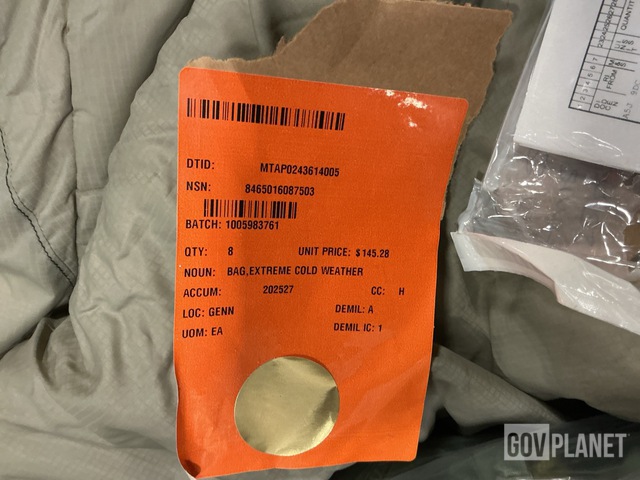 DTID: MTAP0243614005
NSN: 8465016087503
BATCH: 1005983761
QTY: 8 UNIT PRICE: $145.28
NOUN: BAG,EXTREME COLD WEATHER
ACCUM: 202527 CC: H
LOC: GENN DEMIL: A
UOM: EA DEMIL IC: 1
GOVPLANET